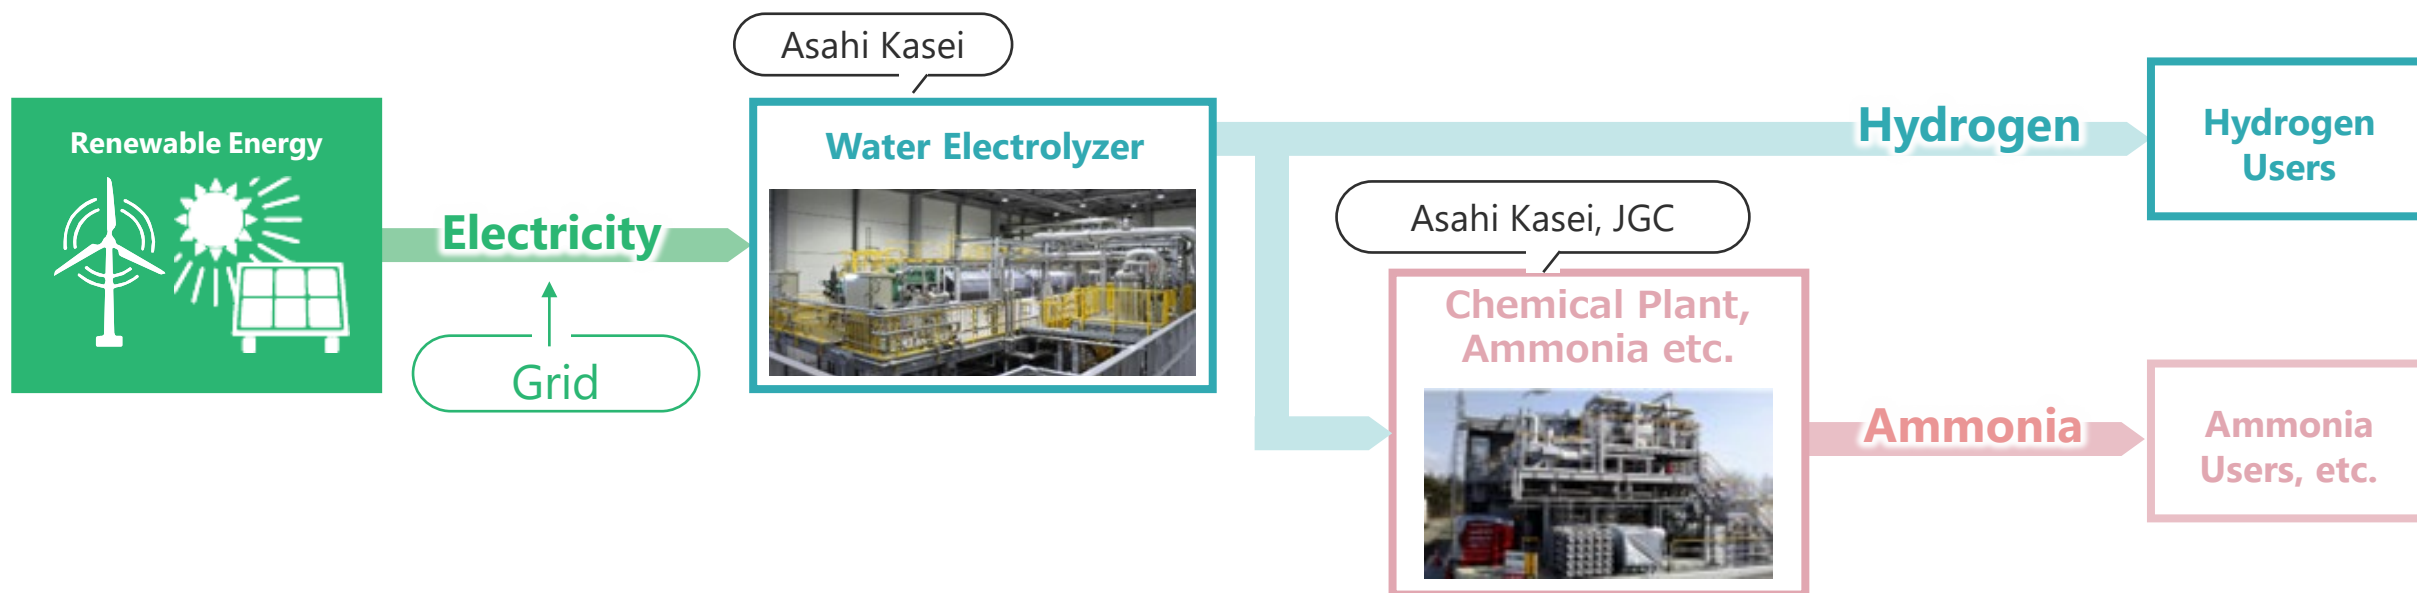 Asahi Kasei
Renewable Energy
Water Electrolyzer
Hydrogen
Hydrogen
Users
Electricity
Asahi Kasei, JGC
Grid
Chemical Plant,
Ammonia etc.
Ammonia
Ammonia
Users, etc.